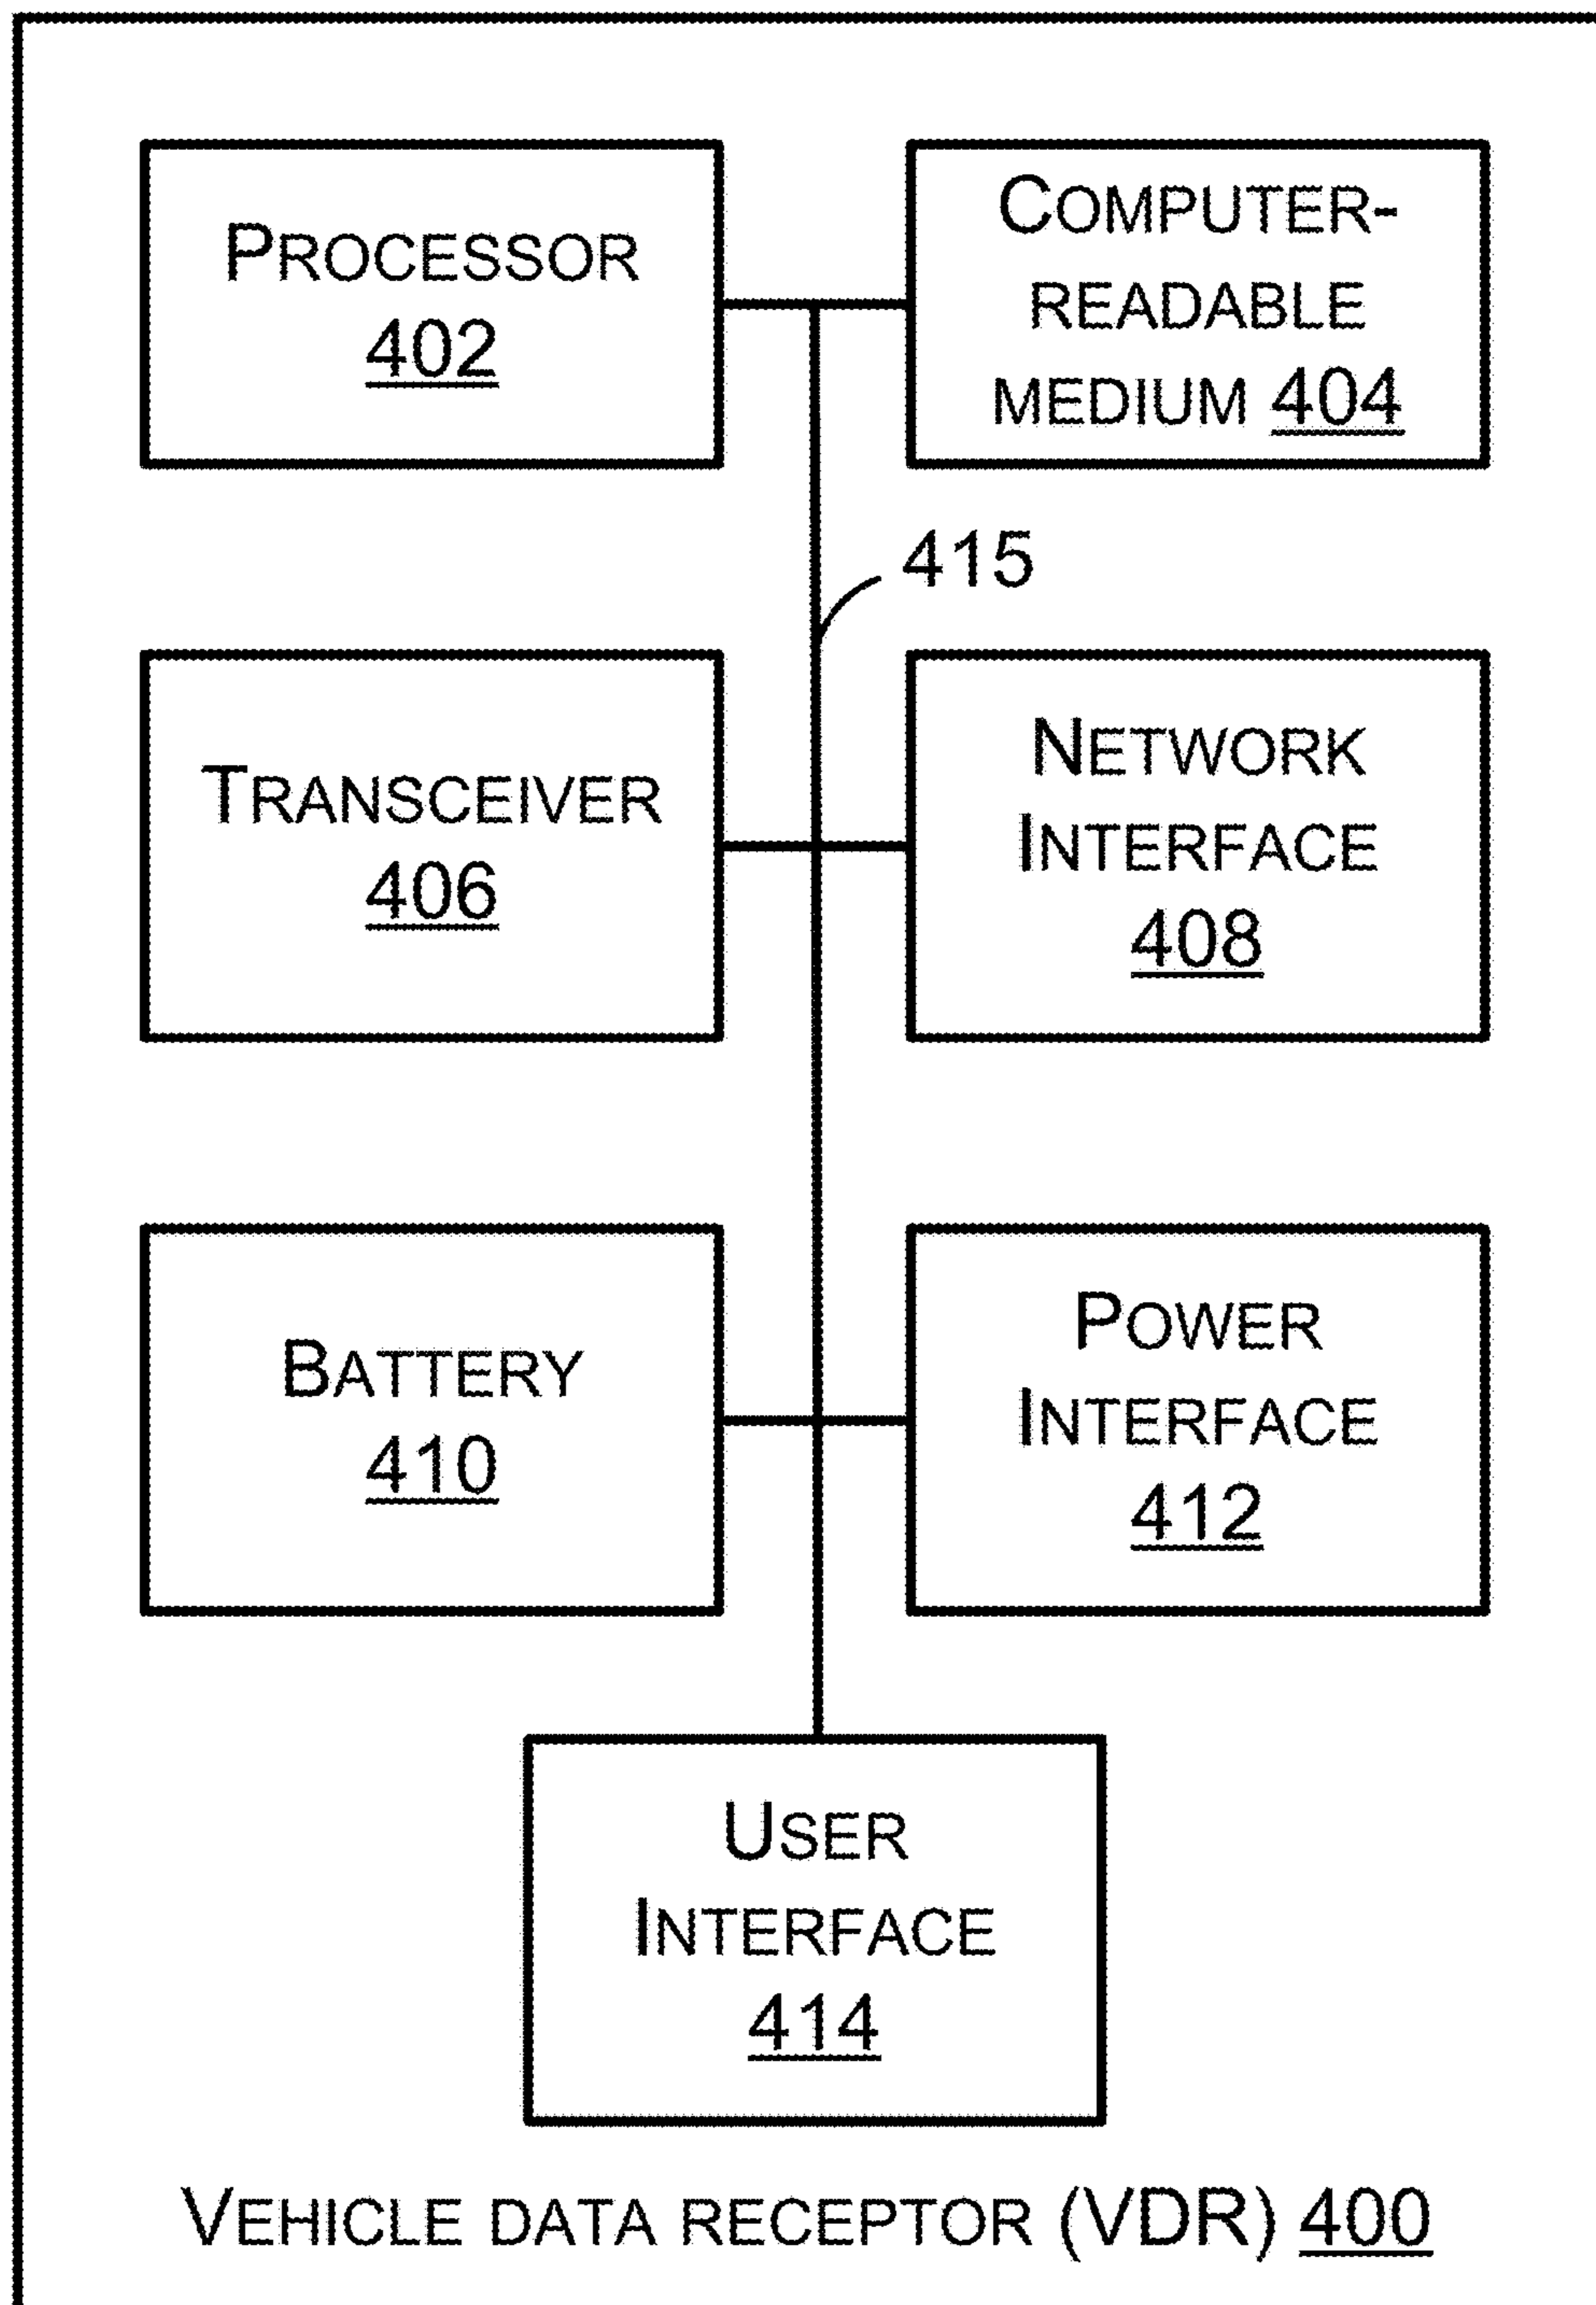 PROCESSOR
402
COMPUTER-
READABLE
MEDIUM 404
415
TRANSCEIVER
406
NETWORK
INTERFACE
408
BATTERY
410
POWER
INTERFACE
412
USER
INTERFACE
414
VEHICLE DATA RECEPTOR (VDR) 400